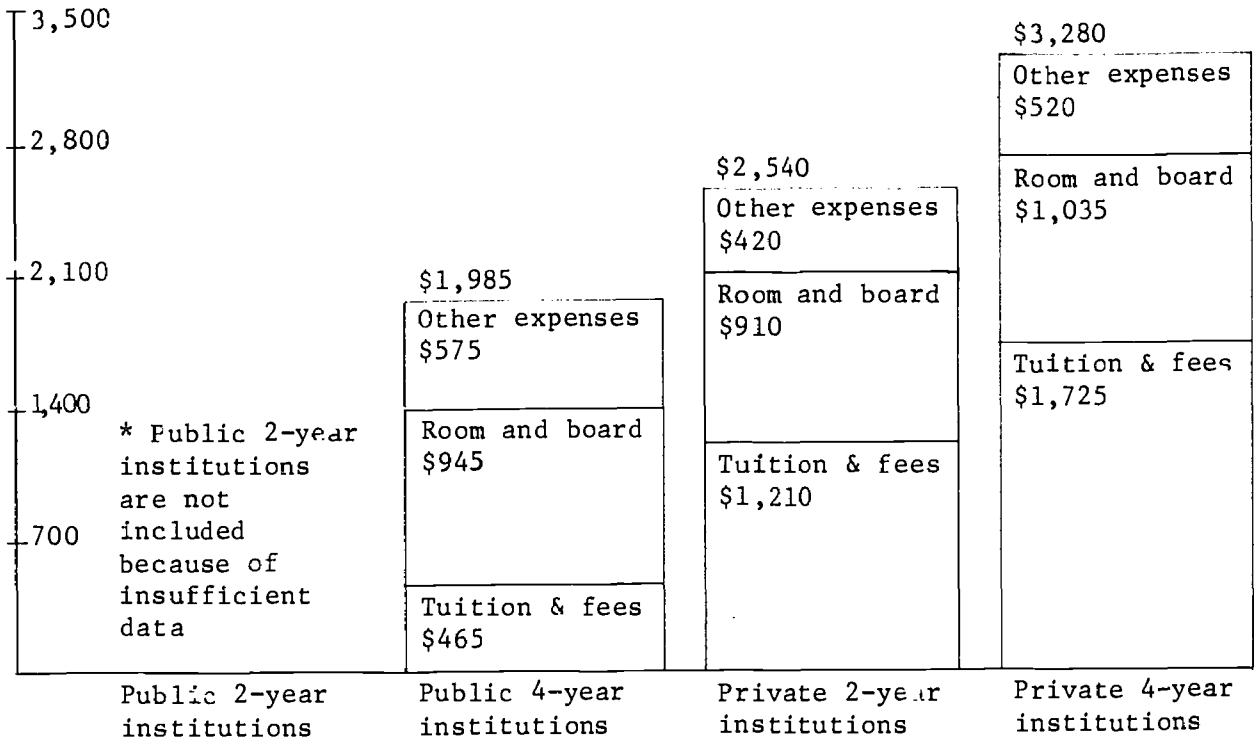 3,500
2,800
2,100
1,400
700
* Public 2-year
institutions
are not
included
because of
insufficient
data
$1,985
Other expenses
$575
Room and board
$945
Tuition & fees
$465
$2,540
Other expenses
$420
Room and board
$910
Tuition & fees
$1,210
$3,280
Other expenses
$520
Room and board
$1,035
Tuition & fees
$1,725
Public 2-year
institutions
Public 4-year
institutions
Private 2-year
institutions
Private 4-year
institutions